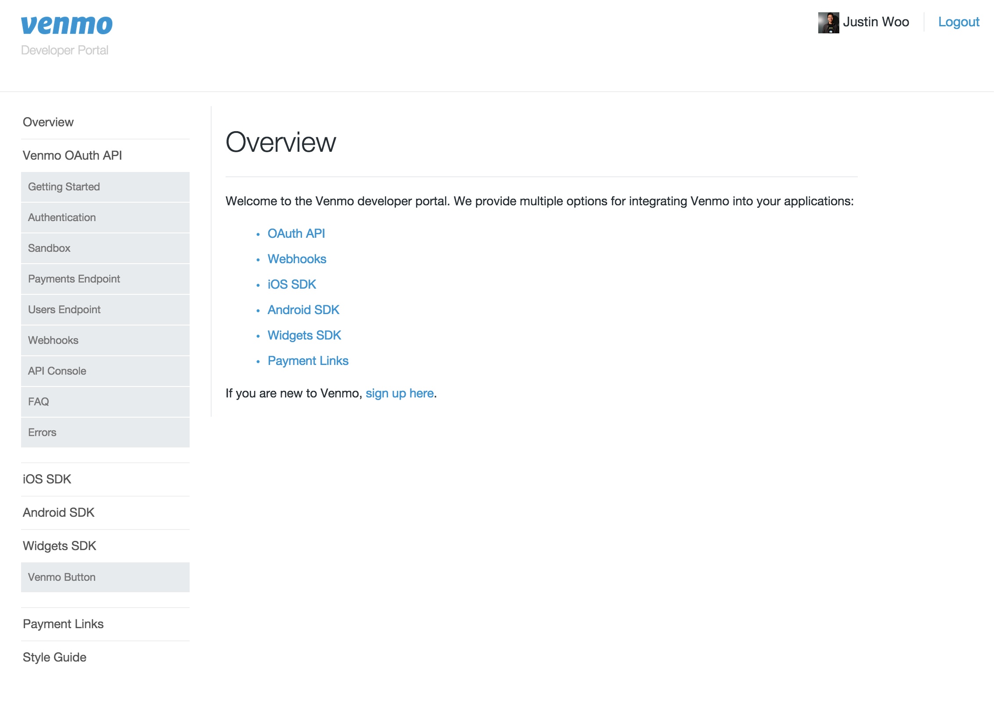 venmo
Developer Portal
Justin Woo
Logout
Overview
Venmo OAuth API
Getting Started
Authentication
Sandbox
Payments Endpoint
Users Endpoint
Webhooks
API Console
FAQ
Errors
iOS SDK
Android SDK
Widgets SDK
Venmo Button
Payment Links
Style Guide
Overview
Welcome to the Venmo developer portal. We provide multiple options for integrating Venmo into your applications:
• OAuth API
• Webhooks
• iOS SDK
• Android SDK
• Widgets SDK
• Payment Links
If you are new to Venmo, sign up here.